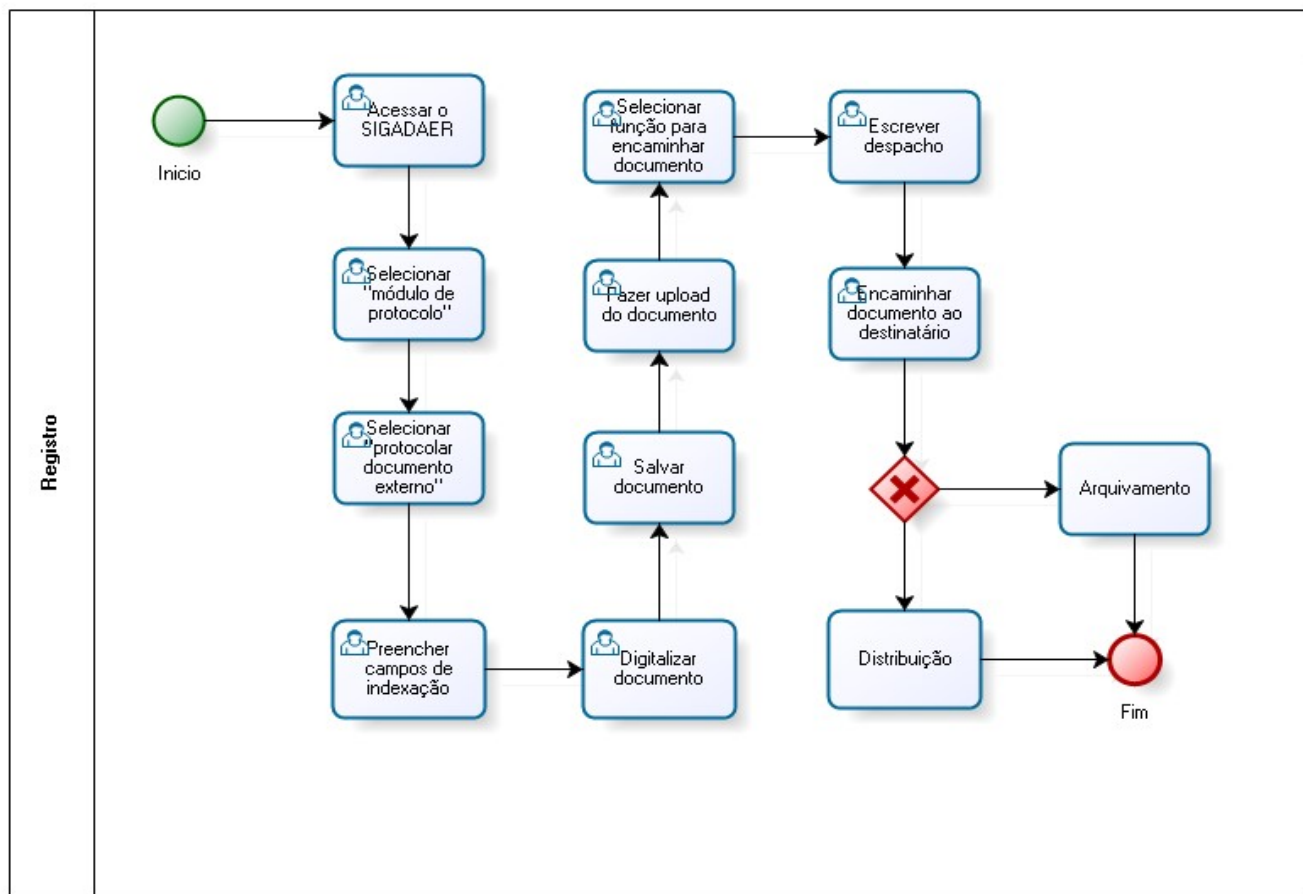 Registro
Inicio
Acessar o
SIGADAER
Selecionar
"módulo de
protocolo"
Selecionar
"protocolar
documento
externo"
Preencher
campos de
indexação
Digitalizar
documento
Salvar
documento
Fazer upload
do documento
Selecionar
função para
encaminhar
documento
Escrever
despacho
Encaminhar
documento ao
destinatário
Arquivamento
Distribuição
Fim